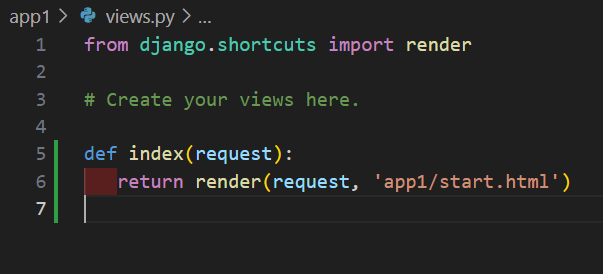 app1 > views.py > ...
1 from django.shortcuts import render
2
3 # Create your views here.
4
5 def index(request):
6    return render(request, 'app1/start.html')
7